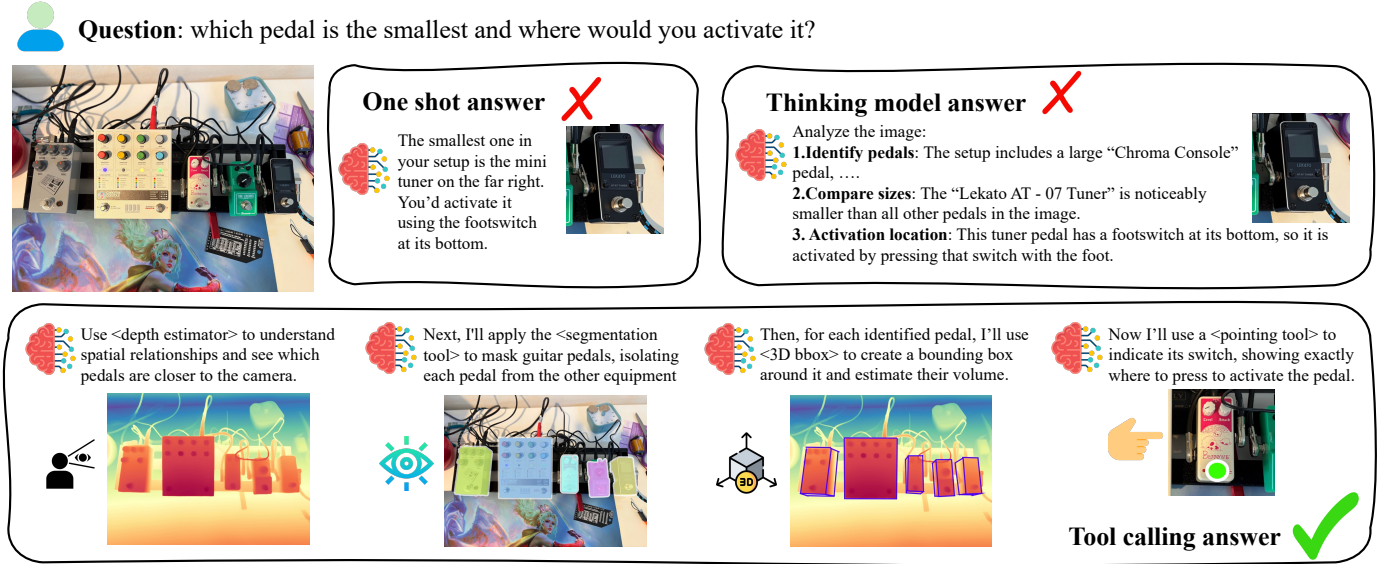 Question: which pedal is the smallest and where would you activate it?
One shot answer
The smallest one in
your setup is the mini
tuner on the far right.
You’d activate it
using the footswitch
at its bottom.
LEKATO
Thinking model answer
Analyze the image:
1.Identify pedals: The setup includes a large “Chroma Console”
pedal, ….
2.Compare sizes: The “Lekato AT - 07 Tuner” is noticeably
smaller than all other pedals in the image.
3. Activation location: This tuner pedal has a footswitch at its bottom, so it is
activated by pressing that switch with the foot.
LEKATO
Use <depth estimator> to understand
spatial relationships and see which
pedals are closer to the camera.
Next, I'll apply the <segmentation
tool> to mask guitar pedals, isolating
each pedal from the other equipment
Then, for each identified pedal, I’ll use
<3D bbox> to create a bounding box
around it and estimate their volume.
3D
Now I’ll use a <pointing tool> to
indicate its switch, showing exactly
where to press to activate the pedal.
Tool calling answer